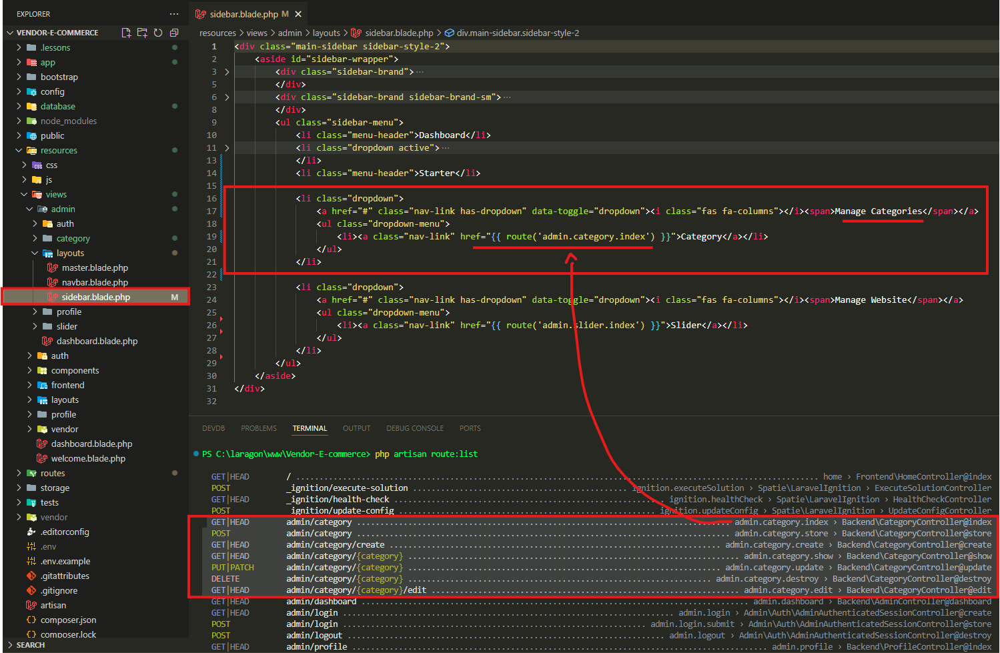 EXPLORER
VENDOR-E-COMMERCE
.lessons
app
bootstrap
config
database
node_modules
public
resources
css
js
views
admin
auth
category
layouts
master.blade.php
navbar.blade.php
sidebar.blade.php M
profile
slider
dashboard.blade.php
auth
components
frontend
layouts
profile
vendor
dashboard.blade.php
welcome.blade.php
routes
storage
tests
vendor
.editorconfig
.env
.env.example
.gitattributes
.gitignore
artisan
composer.json
composer.lock
SEARCH
sidebar.blade.php M
resources > views > admin > layouts > sidebar.blade.php > div.main-sidebar.sidebar-style-2
1 <div class="main-sidebar sidebar-style-2">
2 <aside id="sidebar-wrapper">
3 <div class="sidebar-brand"> ...
5 </div>
6 <div class="sidebar-brand sidebar-brand-sm"> ...
8 </div>
9 <ul class="sidebar-menu">
10 <li class="menu-header">Dashboard</li>
11 <li class="dropdown active"> ...
13 </li>
14 <li class="menu-header">Starter</li>
15
16 <li class="dropdown">
17 <a href="#" class="nav-link has-dropdown" data-toggle="dropdown"><i class="fas fa-columns"></i><span>Manage Categories</span></a>
18 <ul class="dropdown-menu">
19 <li><a class="nav-link" href="{{ route('admin.category.index') }}">Category</a></li>
20 </ul>
21 </li>
22
23 <li class="dropdown">
24 <a href="#" class="nav-link has-dropdown" data-toggle="dropdown"><i class="fas fa-columns"></i><span>Manage Website</span></a>
25 <ul class="dropdown-menu">
26 <li><a class="nav-link" href="{{ route('admin.slider.index') }}">Slider</a></li>
27 </ul>
28 </li>
29 </ul>
30 </aside>
31 </div>
32
DEVDB PROBLEMS TERMINAL OUTPUT DEBUG CONSOLE PORTS
PS C:\laragon\www\Vendor-E-commerce> php artisan route:list
GET|HEAD / ........ home › Frontend\HomeController@index
POST _ignition/execute-solution ........ ignition.executeSolution › Spatie\LaravelIgnition › ExecuteSolutionController
GET|HEAD _ignition/health-check ........ ignition.healthCheck › Spatie\LaravelIgnition › HealthCheckController
POST _ignition/update-config ........ ignition.updateConfig › Spatie\LaravelIgnition › UpdateConfigController
GET|HEAD admin/category ........ admin.category.index › Backend\CategoryController@index
POST admin/category ........ admin.category.store › Backend\CategoryController@store
GET|HEAD admin/category/create ........ admin.category.create › Backend\CategoryController@create
GET|HEAD admin/category/{category} ........ admin.category.show › Backend\CategoryController@show
PUT|PATCH admin/category/{category} ........ admin.category.update › Backend\CategoryController@update
DELETE admin/category/{category} ........ admin.category.destroy › Backend\CategoryController@destroy
GET|HEAD admin/category/{category}/edit ........ admin.category.edit › Backend\CategoryController@edit
GET|HEAD admin/dashboard ........ admin.dashboard › Backend\AdminController@dashboard
GET|HEAD admin/login ........ admin.login › Admin\Auth\AdminAuthenticatedSessionController@create
POST admin/login ........ admin.login.submit › Admin\Auth\AdminAuthenticatedSessionController@store
POST admin/logout ........ admin.logout › Admin\Auth\AdminAuthenticatedSessionController@destroy
GET|HEAD admin/profile ........ admin.profile › Backend\ProfileController@index